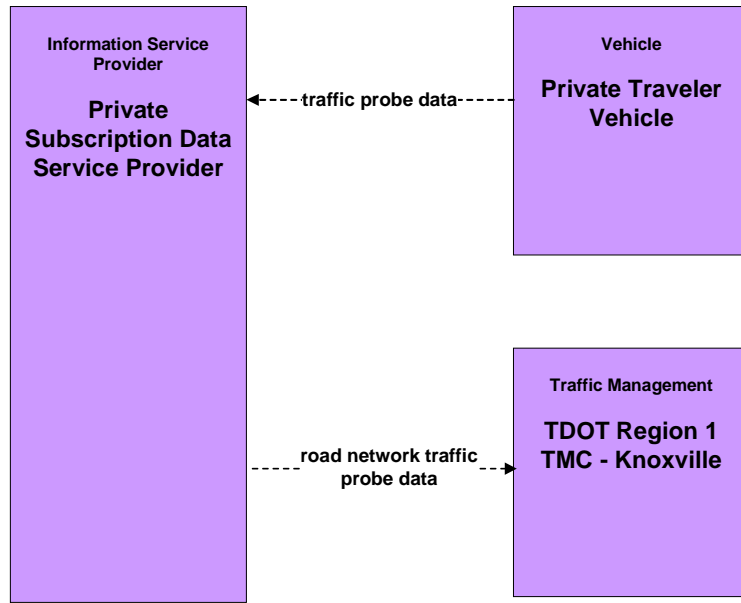 Information Service
Provider
Private
Subscription Data
Service Provider
traffic probe data
Vehicle
Private Traveler
Vehicle
road network traffic
probe data
Traffic Management
TDOT Region 1
TMC - Knoxville